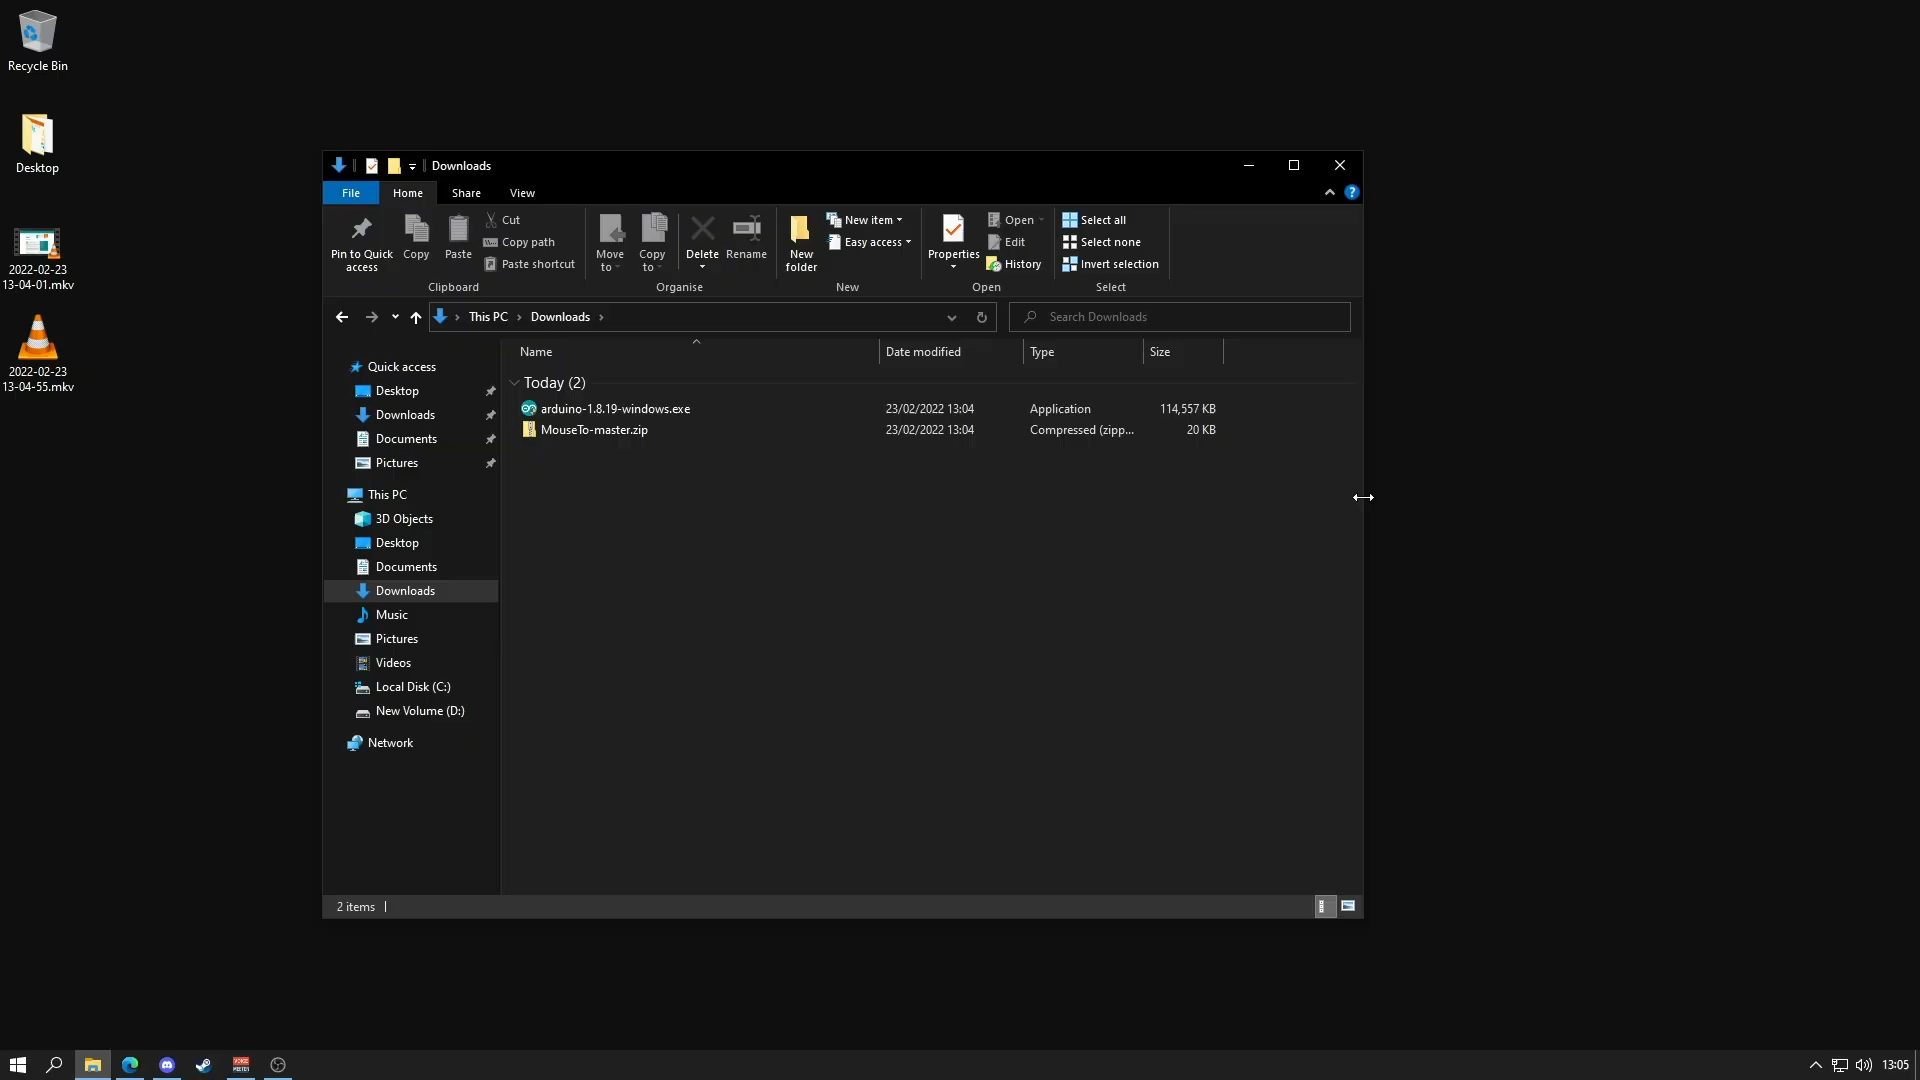 Recycle Bin
Desktop
2022-02-23
13-04-01.mkv
2022-02-23
13-04-55.mkv
Downloads
File Home Share View
Pin to Quick
access
Copy
Paste
Cut
Copy path
Paste shortcut
Clipboard
Move
to
Copy
to
Delete
Rename
Organise
New
folder
New item
Easy access
New
Properties
Open
Edit
History
Open
Select all
Select none
Invert selection
Select
This PC Downloads
Search Downloads
Quick access
Desktop
Downloads
Documents
Pictures
This PC
3D Objects
Desktop
Documents
Downloads
Music
Pictures
Videos
Local Disk (C:)
New Volume (D:)
Network
Name Date modified Type Size
Today (2)
arduino-1.8.19-windows.exe 23/02/2022 13:04 Application 114,557 KB
MouseTo-master.zip 23/02/2022 13:04 Compressed (zipp... 20 KB
2 items
VOICE
MEETER
13:05